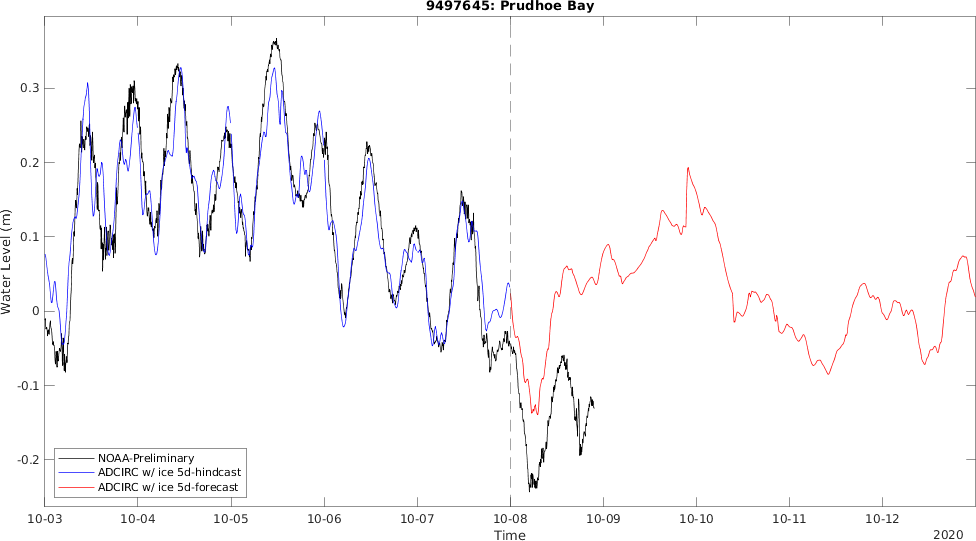 9497645: Prudhoe Bay
Water Level (m)
0.3
0.2
0.1
0
-0.1
-0.2
NOAA-Preliminary
ADCIRC w/ ice 5d-hindcast
ADCIRC w/ ice 5d-forecast
10-03 10-04 10-05 10-06 10-07 10-08 10-09 10-10 10-11 10-12
Time
2020